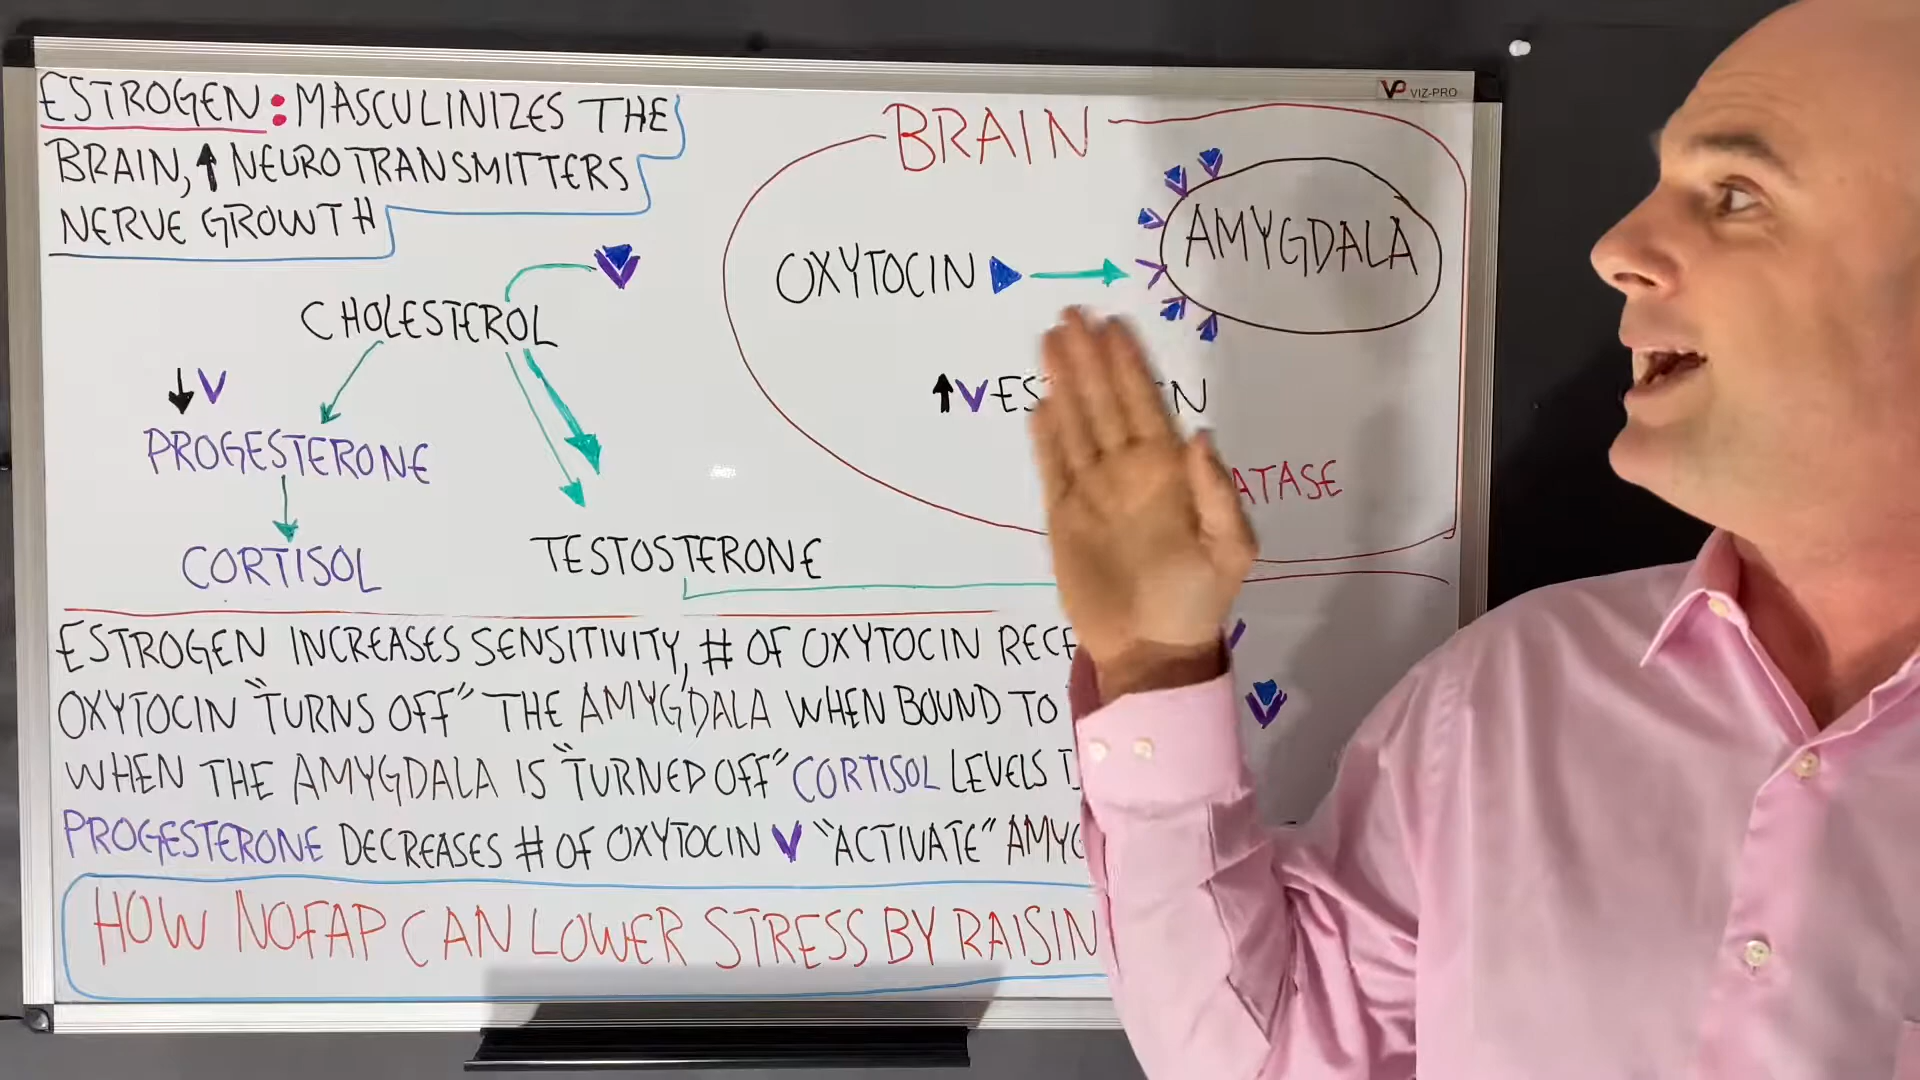 ESTROGEN: MASCULINIZES THE
BRAIN, ↑ NEUROTRANSMITTERS
NERVE GROWTH
VP VIZ-PRO
BRAIN
AMYGDALA
OXYTOCIN
CHOLESTEROL
↓ V
PROGESTERONE
CORTISOL
TESTOSTERONE
↑ V ES N
ATASE
ESTROGEN INCREASES SENSITIVITY, # OF OXYTOCIN RECE
OXYTOCIN "TURNS OFF" THE AMYGDALA WHEN BOUND TO
WHEN THE AMYGDALA IS "TURNED OFF" CORTISOL LEVELS
PROGESTERONE DECREASES # OF OXYTOCIN V "ACTIVATE" AMYG
HOW NOFAP CAN LOWER STRESS BY RAISIN